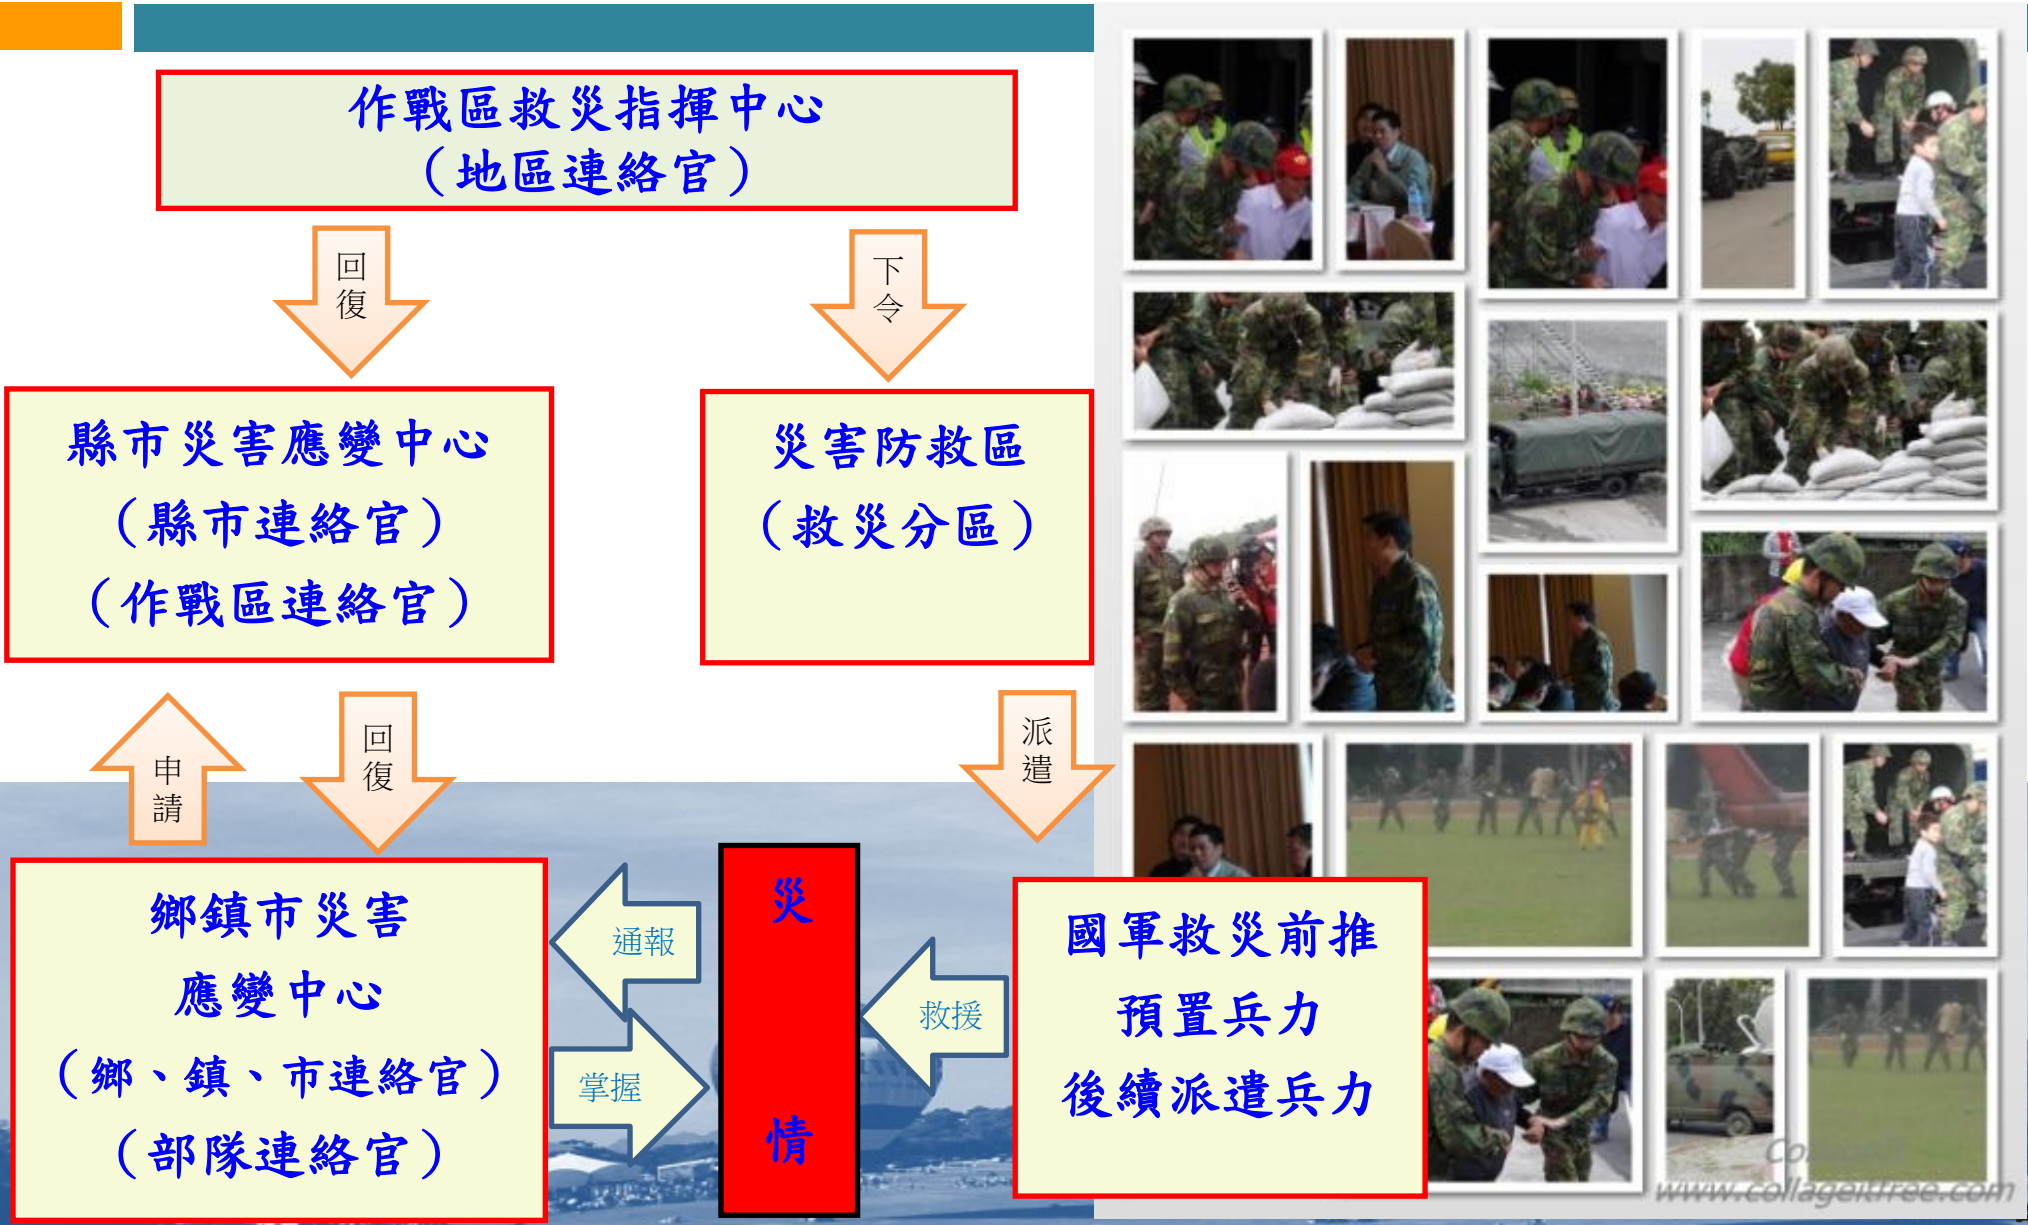 作戰區救災指揮中心
（地區連絡官）
回復
下令
縣市災害應變中心
（縣市連絡官）
（作戰區連絡官）
災害防救區
（救災分區）
申請
回復
派遣
鄉鎮市災害
應變中心
（鄉、鎮、市連絡官）
（部隊連絡官）
通報
掌握
災情
救援
國軍救災前推
預置兵力
後續派遣兵力
www.collageitfree.com